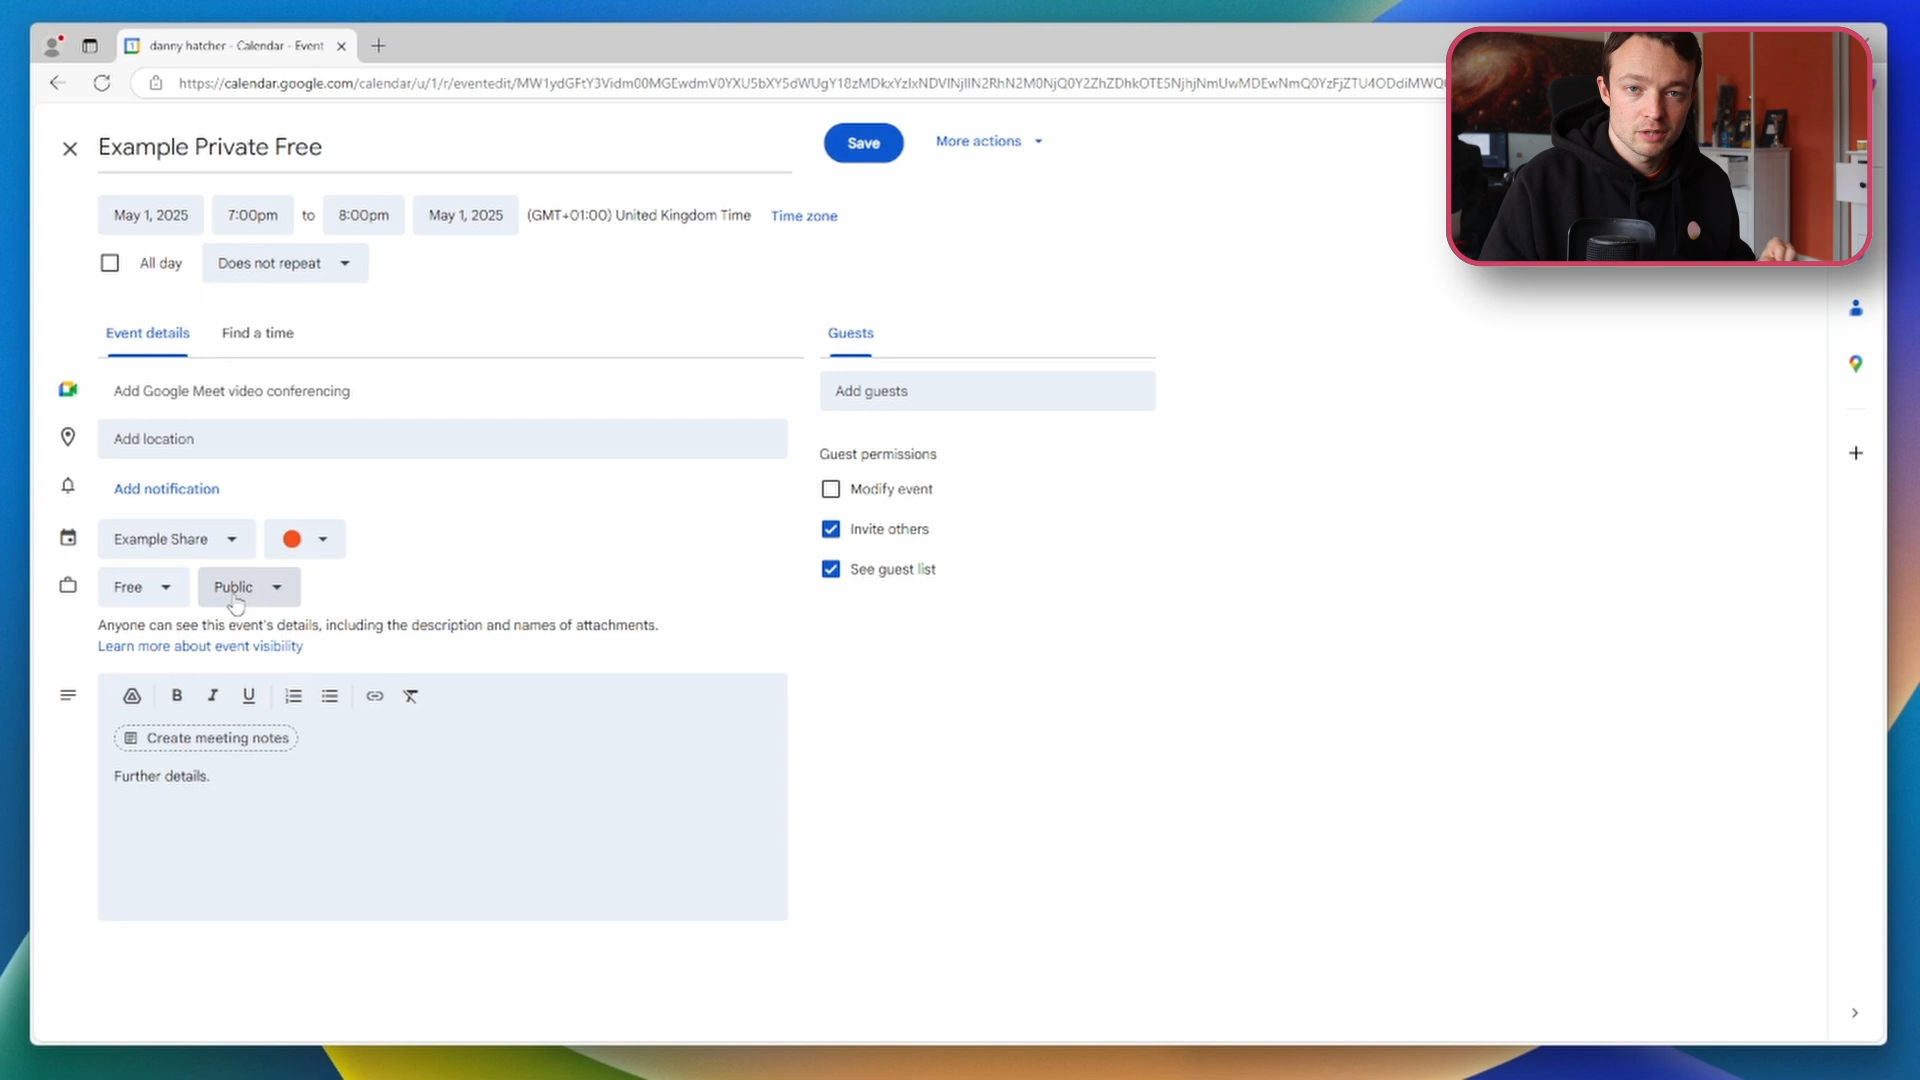 danny hatcher - Calendar - Event
https://calendar.google.com/calendar/u/1/r/eventedit/
Example Private Free
Save
More actions
May 1, 2025
7:00pm
to
8:00pm
May 1, 2025
(GMT+01:00) United Kingdom Time
Time zone
All day
Does not repeat
Event details
Find a time
Guests
Add Google Meet video conferencing
Add guests
Add location
Guest permissions
Add notification
Modify event
Invite others
Example Share
See guest list
Free
Public
Anyone can see this event's details, including the description and names of attachments.
Learn more about event visibility
B I U
Create meeting notes
Further details.